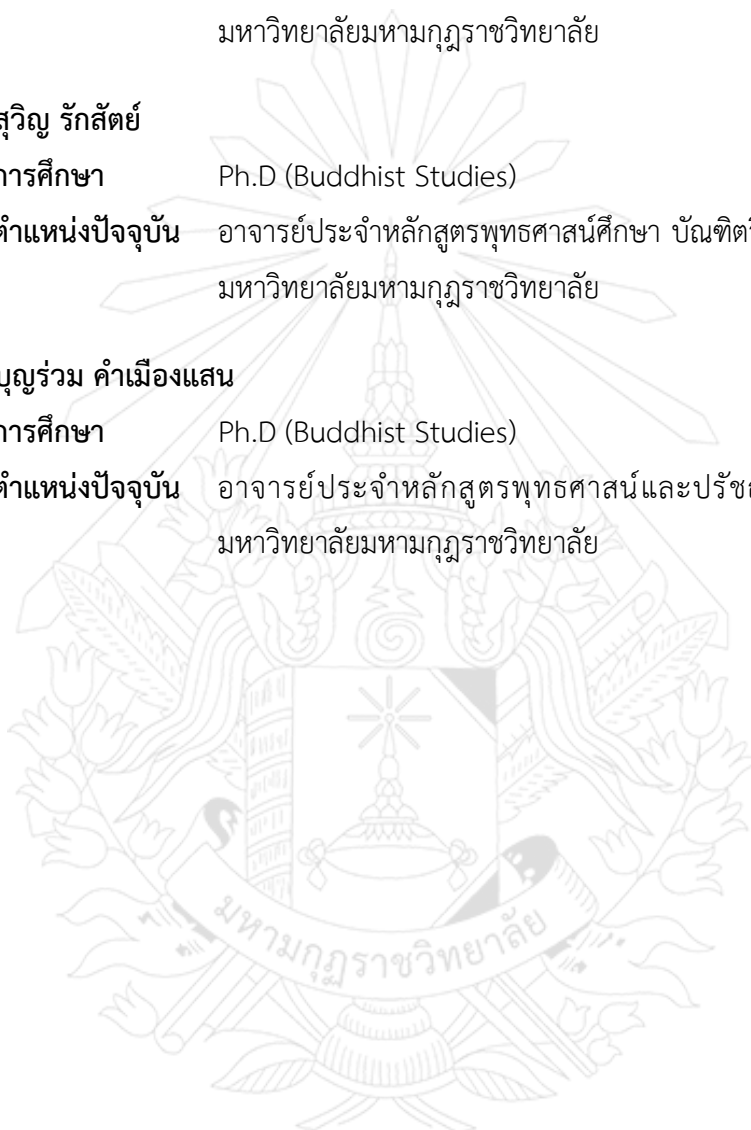 มหาวิทยาลัยมหามกุฏราชวิทยาลัย
สุวิญ รักสัตย์
การศึกษา Ph.D (Buddhist Studies)
ตำแหน่งปัจจุบัน อาจารย์ประจำหลักสูตรพุทธศาสน์ศึกษา บัณฑิตวิ
มหาวิทยาลัยมหามกุฏราชวิทยาลัย
บุญร่วม คำเมืองแสน
การศึกษา Ph.D (Buddhist Studies)
ตำแหน่งปัจจุบัน อาจารย์ประจำหลักสูตรพุทธศาสน์และปรัชญ
มหาวิทยาลัยมหามกุฏราชวิทยาลัย
มหามกุฏราชวิทยาลัย